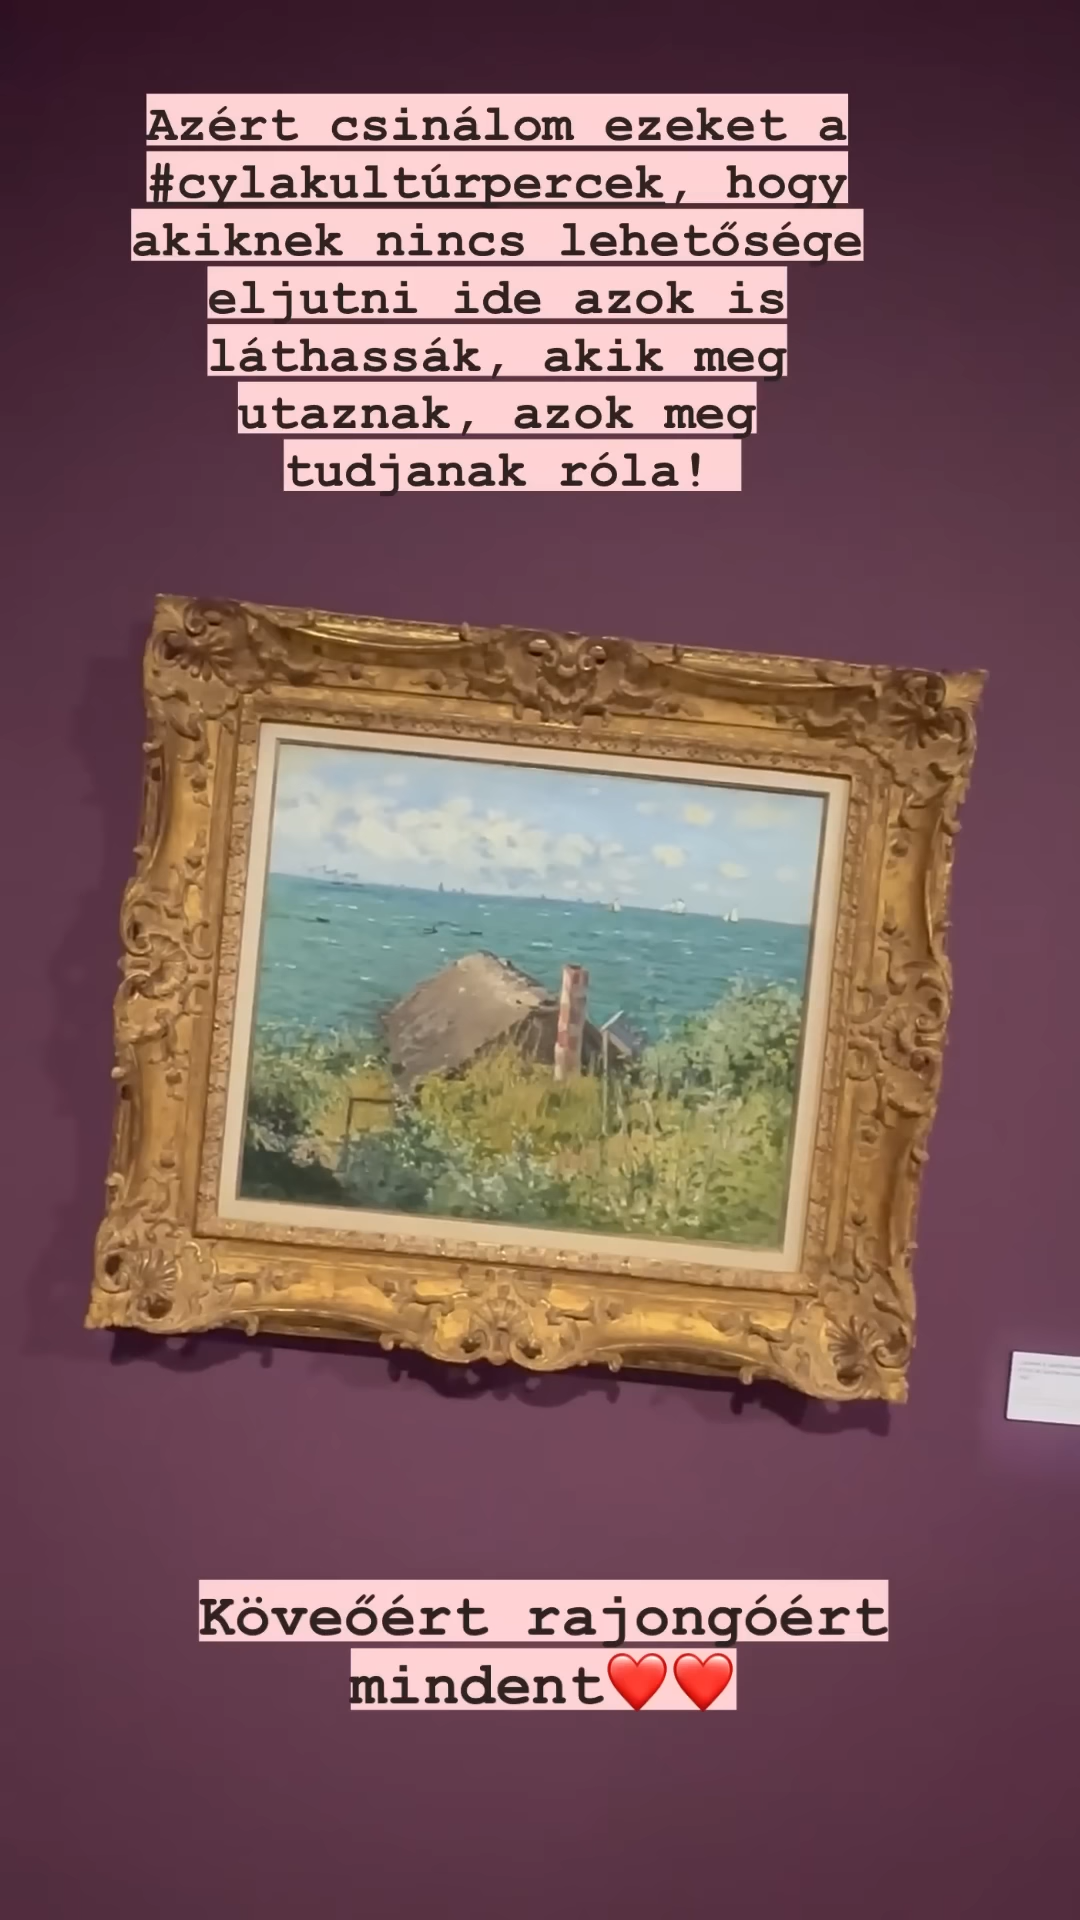 Azért csinálom ezeket a
#cylakultúrpercek, hogy
akiknek nincs lehetősége
eljutni ide azok is
láthassák, akik meg
utaznak, azok meg
tudjanak róla!
Köveőért rajongóért
mindent❤️❤️